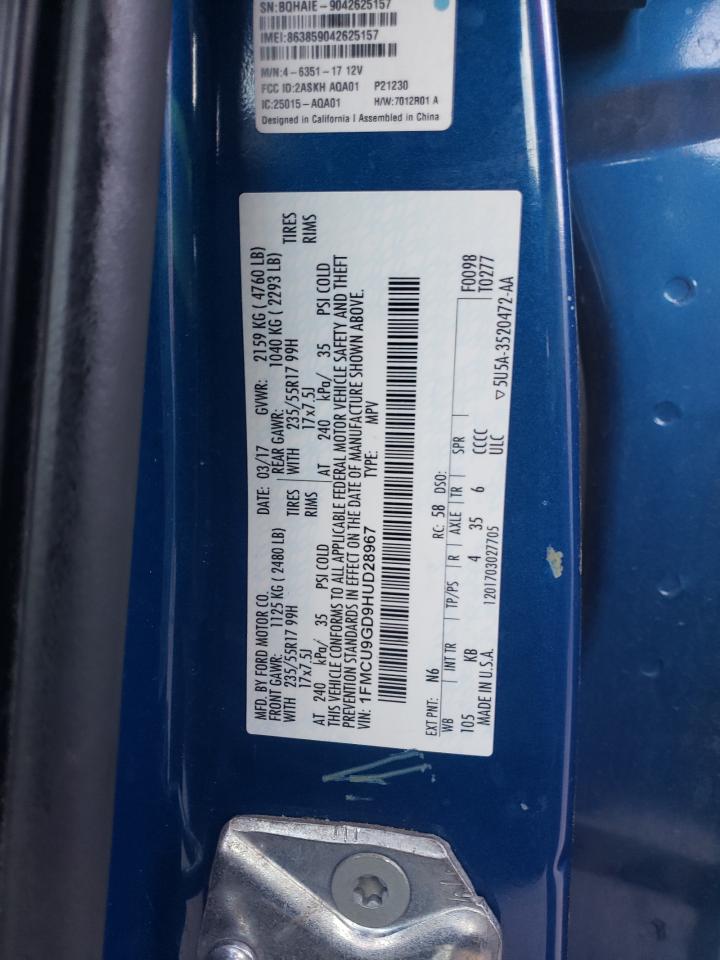 SN:BQHAIE-9042625157
IMEI:863859042625157
M/N:4-6351-17 12V
FCC ID:2ASKH AQA01 P21230
IC:25015-AQA01 H/W:7012R01 A
Designed in California | Assembled in China
MFD. BY FORD MOTOR CO.
DATE: 03/17 GVWR: 2159 KG ( 4760 LB)
FRONT GAWR: 1125 KG ( 2480 LB) REAR GAWR: 1040 KG ( 2293 LB)
WITH 235/55R17 99H TIRES WITH 235/55R17 99H TIRES
17x7.5J RIMS 17x7.5J RIMS
AT 240 kPa/ 35 PSI COLD AT 240 kPa/ 35 PSI COLD
THIS VEHICLE CONFORMS TO ALL APPLICABLE FEDERAL MOTOR VEHICLE SAFETY AND THEFT
PREVENTION STANDARDS IN EFFECT ON THE DATE OF MANUFACTURE SHOWN ABOVE.
VIN: 1FMCU9GD9HUD28967 TYPE: MPV
EXT PNT: N6 RC: 58 DSO: F009B
WB INT TR TP/PS R AXLE TR SPR T0277
105 KB 4 35 6 CCCC
MADE IN U.S.A. 1201703027705 ULC ▽5U5A-3520472-AA